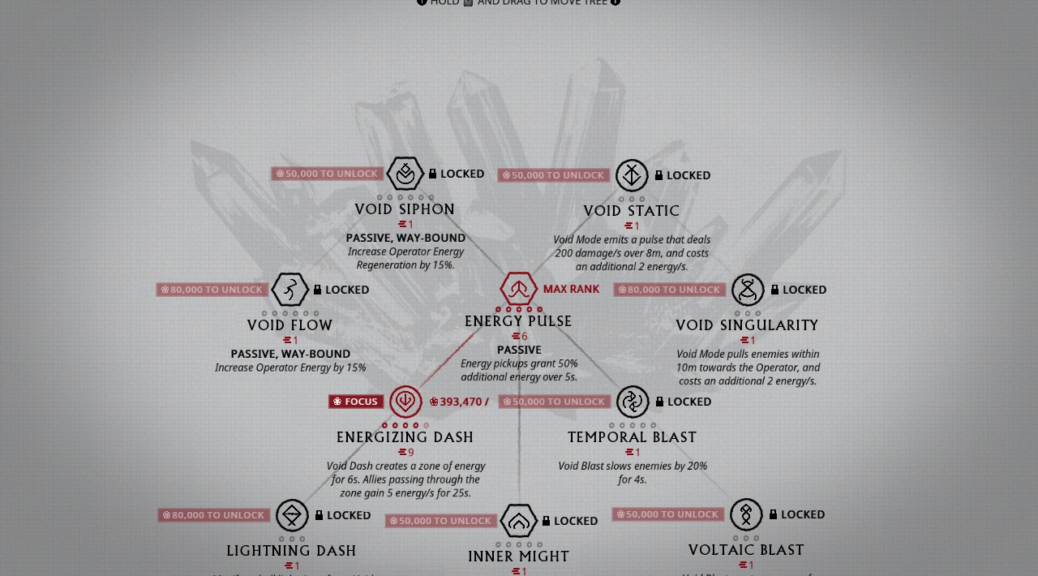 HOLD AND DRAG TO MOVE TREE
50,000 TO UNLOCK LOCKED
VOID SIPHON
1
PASSIVE, WAY-BOUND
Increase Operator Energy
Regeneration by 15%.
50,000 TO UNLOCK LOCKED
VOID STATIC
1
Void Mode emits a pulse that deals
200 damage/s over 8m, and costs
an additional 2 energy/s.
80,000 TO UNLOCK LOCKED
VOID FLOW
1
PASSIVE, WAY-BOUND
Increase Operator Energy by 15%
MAX RANK
ENERGY PULSE
6
PASSIVE
Energy pickups grant 50%
additional energy over 5s.
80,000 TO UNLOCK LOCKED
VOID SINGULARITY
1
Void Mode pulls enemies within
10m towards the Operator, and
costs an additional 2 energy/s.
FOCUS 393,470 /
ENERGIZING DASH
9
Void Dash creates a zone of energy
for 6s. Allies passing through the
zone gain 5 energy/s for 25s.
50,000 TO UNLOCK LOCKED
TEMPORAL BLAST
1
Void Blast slows enemies by 20%
for 4s.
80,000 TO UNLOCK LOCKED
LIGHTNING DASH
1
50,000 TO UNLOCK LOCKED
INNER MIGHT
1
50,000 TO UNLOCK LOCKED
VOLTAIC BLAST
1